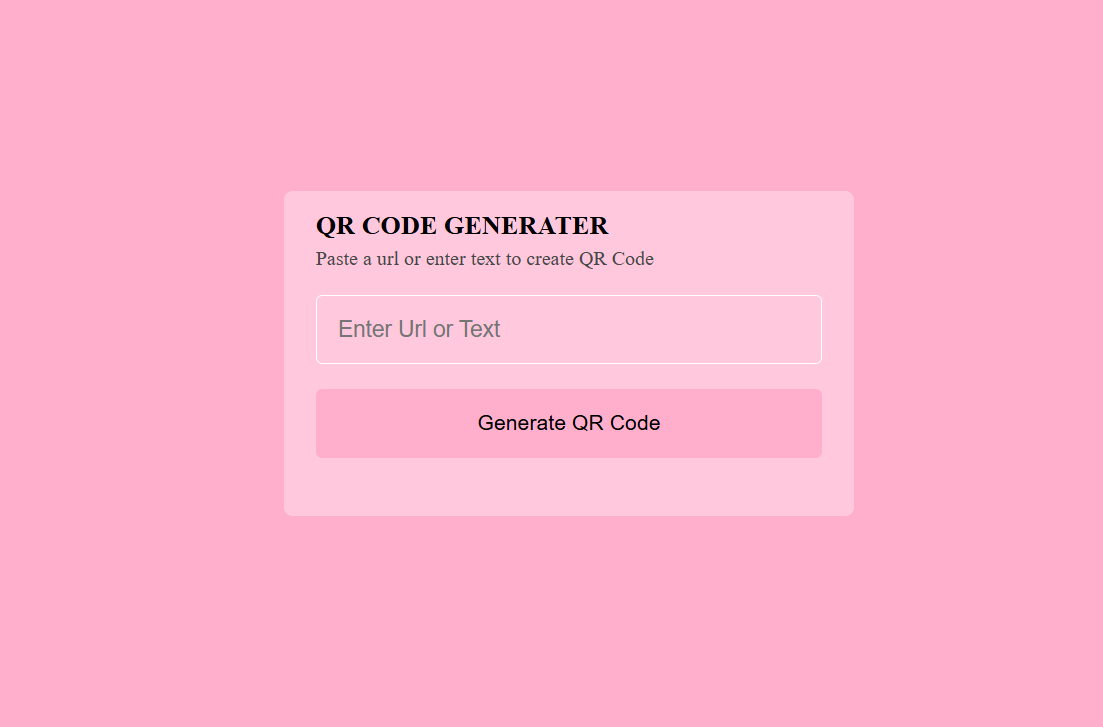 QR CODE GENERATER
Paste a url or enter text to create QR Code
Enter Url or Text
Generate QR Code